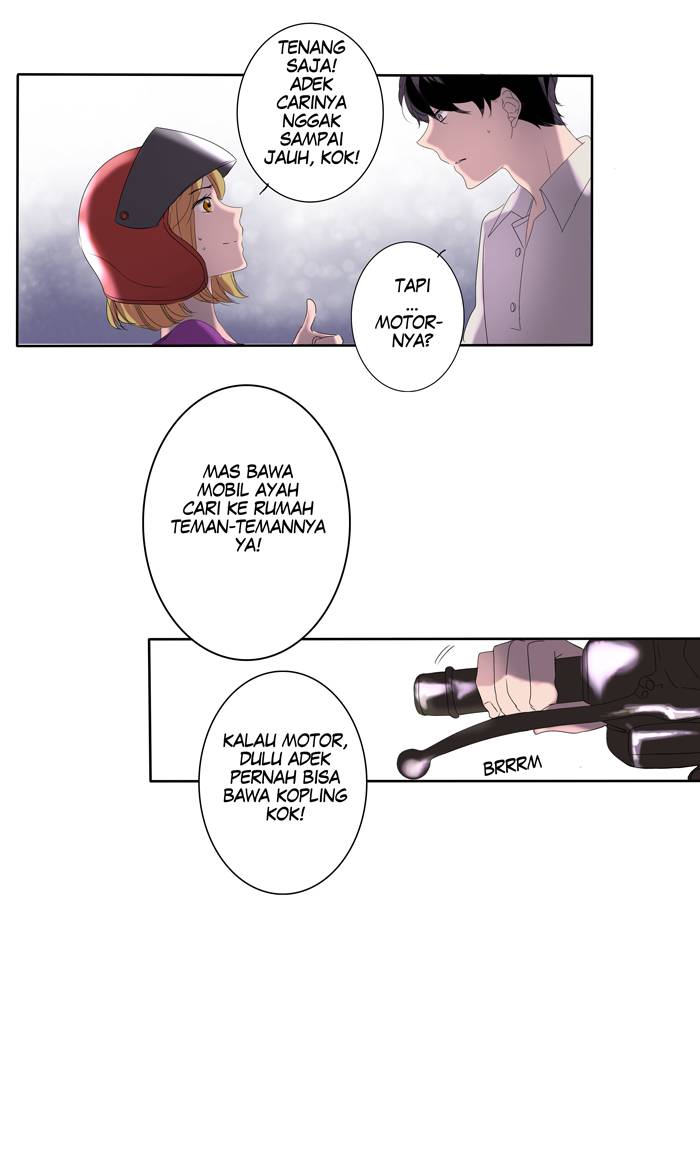 TENANG
SAJA!
ADEK
CARINYA
NGGAK
SAMPAI
JAUH, KOK!
TAPI
...
MOTOR-
NYA?
MAS BAWA
MOBIL AYAH
CARI KE RUMAH
TEMAN-TEMANNYA
YA!
KALAU MOTOR,
DULU ADEK
PERNAH BISA
BAWA KOPLING
KOK!
BRRRM